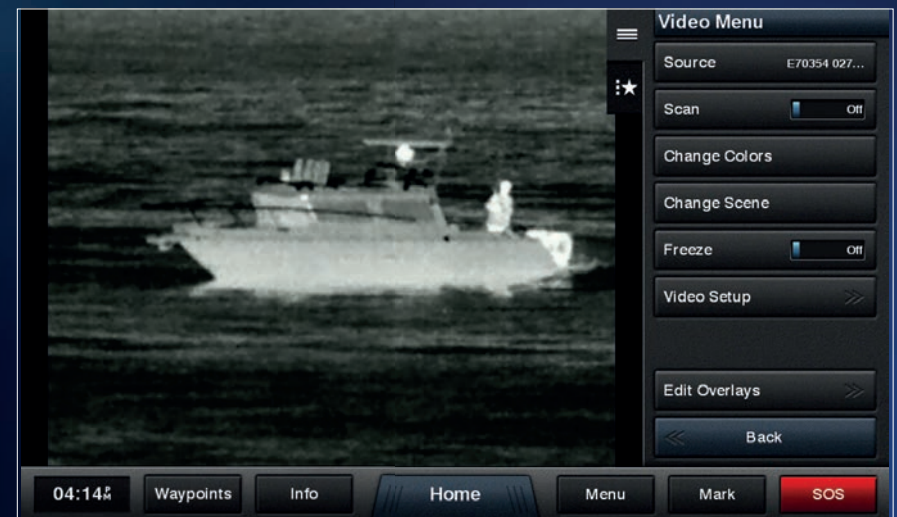 Video Menu
Source E70354 027...
Scan Off
Change Colors
Change Scene
Freeze Off
Video Setup
Edit Overlays
Back
04:14 PM Waypoints Info Home Menu Mark SOS